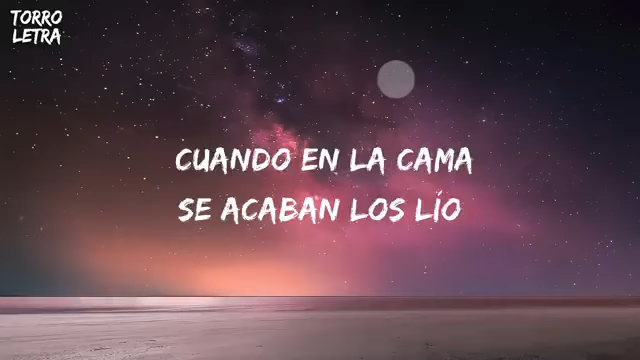 TORRO
LETRA
CUANDO EN LA CAMA
SE ACABAN LOS LÍO